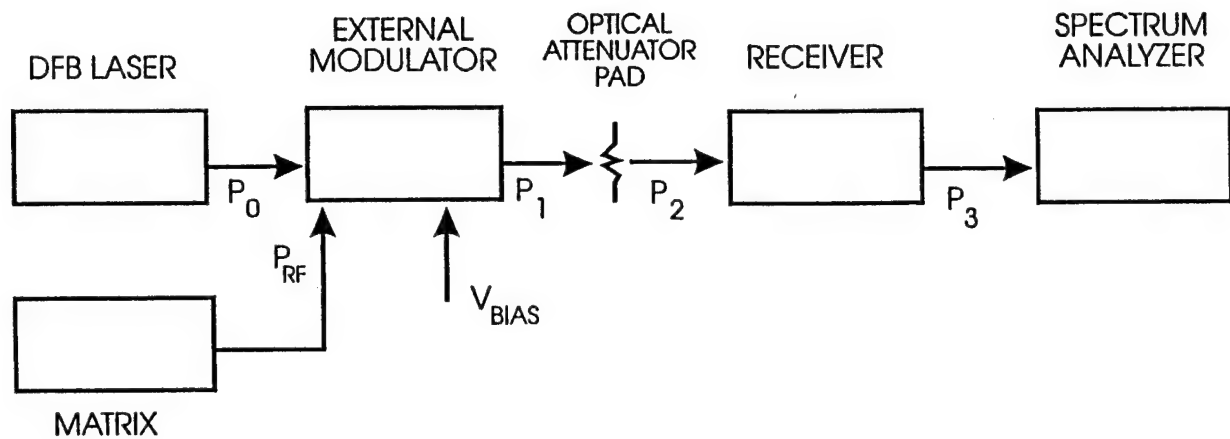 DFB LASER
EXTERNAL
MODULATOR
OPTICAL
ATTENUATOR
PAD
RECEIVER
SPECTRUM
ANALYZER
P0
P1
P2
P3
PRF
VBIAS
MATRIX